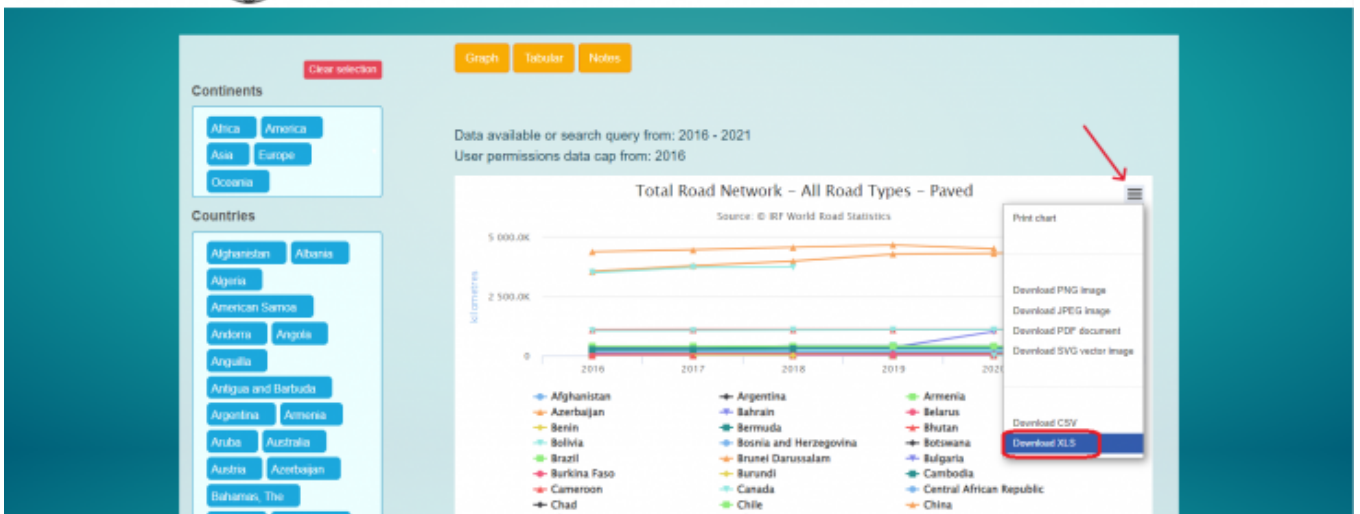 Clear selection
Continents
Africa America
Asia Europe
Oceania
Countries
Afghanistan Albania
Algeria
American Samoa
Andorra Angola
Anguilla
Antigua and Barbuda
Argentina Armenia
Aruba Australia
Austria Azerbaijan
Bahamas, The
Graph Tabular Notes
Data available or search query from: 2016 - 2021
User permissions data cap from: 2016
Total Road Network - All Road Types - Paved
Source: © IRF World Road Statistics
kilometres
5 000.0K
2 500.0K
0
2016 2017 2018 2019 2020
Afghanistan Argentina Armenia
Azerbaijan Bahrain Belarus
Benin Bermuda Bhutan
Bolivia Bosnia and Herzegovina Botswana
Brazil Brunei Darussalam Bulgaria
Burkina Faso Burundi Cambodia
Cameroon Canada Central African Republic
Chad Chile China
Print chart
Download PNG image
Download JPEG image
Download PDF document
Download SVG vector image
Download CSV
Download XLS